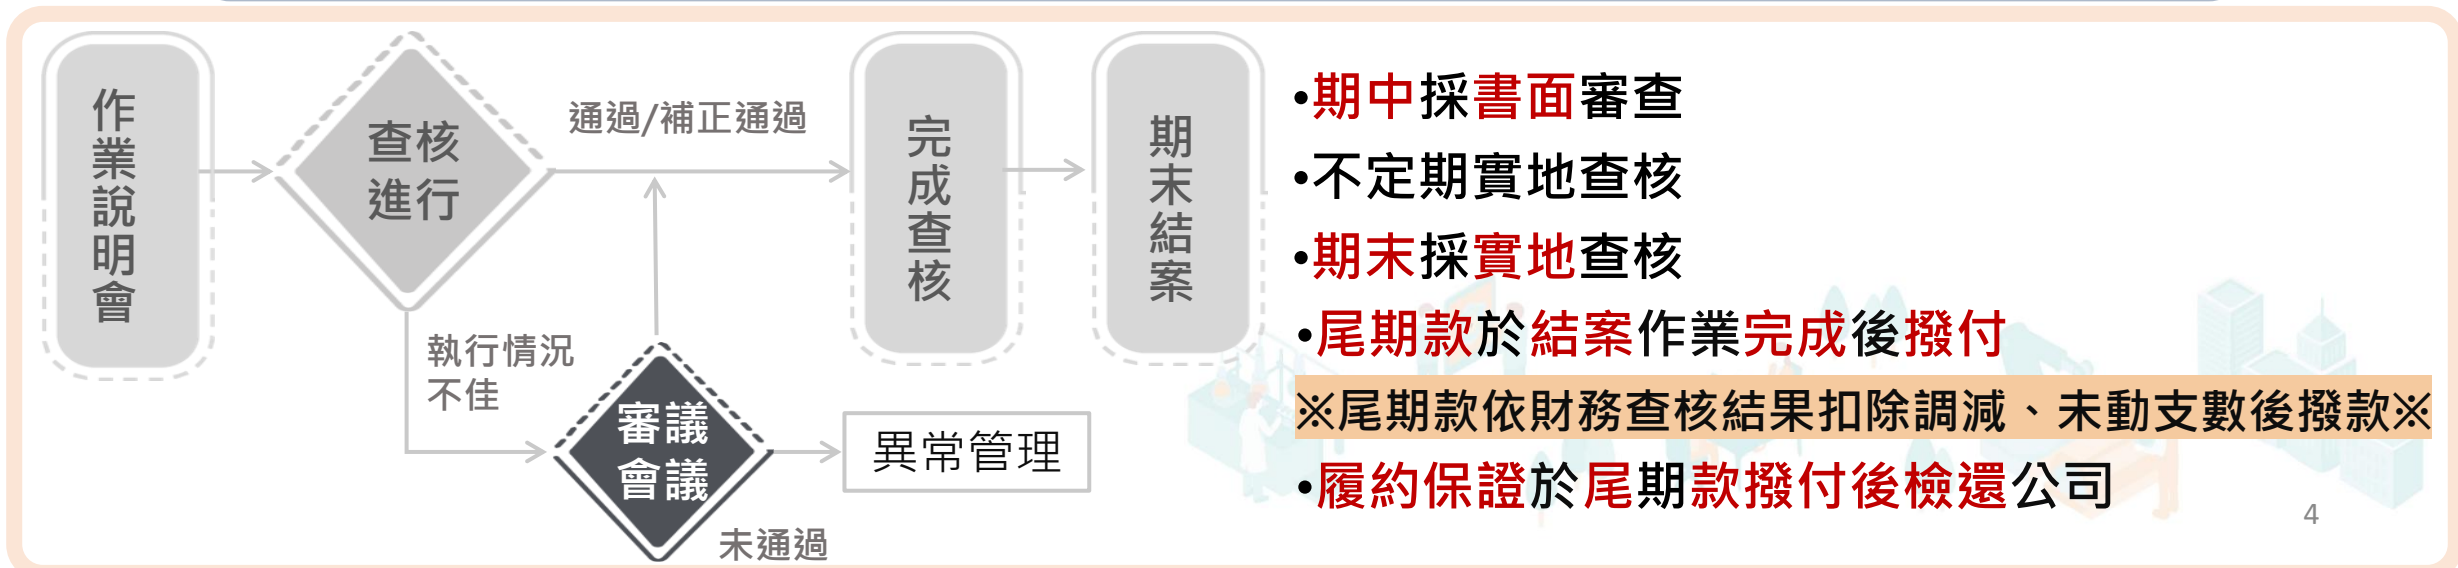 作業說明會
查核
進行
通過/補正通過
執行情況
不佳
審議
會議
未通過
異常管理
完成查核
期末結案
•期中採書面審查
•不定期實地查核
•期末採實地查核
•尾期款於結案作業完成後撥付
※尾期款依財務查核結果扣除調減、未動支數後撥款※
•履約保證於尾期款撥付後檢還公司
4